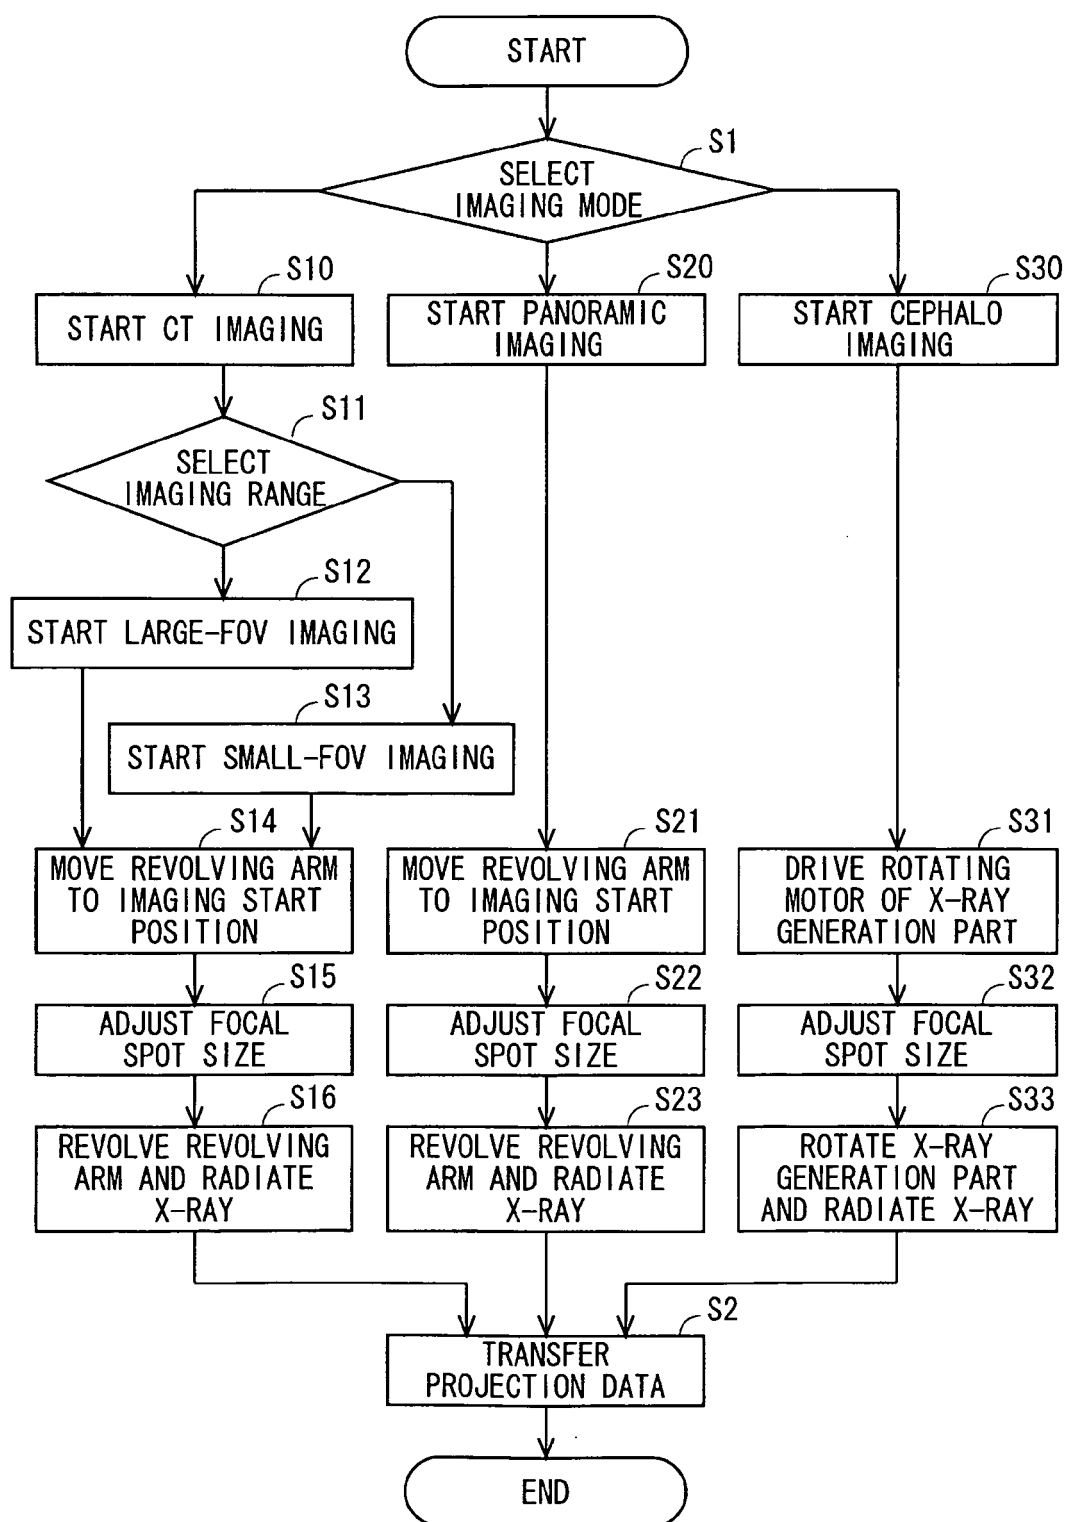 START
S1
SELECT
IMAGING MODE
S10
START CT IMAGING
S20
START PANORAMIC
IMAGING
S30
START CEPHALO
IMAGING
S11
SELECT
IMAGING RANGE
S12
START LARGE-FOV IMAGING
S13
START SMALL-FOV IMAGING
S14
MOVE REVOLVING ARM
TO IMAGING START
POSITION
S21
MOVE REVOLVING ARM
TO IMAGING START
POSITION
S31
DRIVE ROTATING
MOTOR OF X-RAY
GENERATION PART
S15
ADJUST FOCAL
SPOT SIZE
S22
ADJUST FOCAL
SPOT SIZE
S32
ADJUST FOCAL
SPOT SIZE
S16
REVOLVE REVOLVING
ARM AND RADIATE
X-RAY
S23
REVOLVE REVOLVING
ARM AND RADIATE
X-RAY
S33
ROTATE X-RAY
GENERATION PART
AND RADIATE X-RAY
S2
TRANSFER
PROJECTION DATA
END